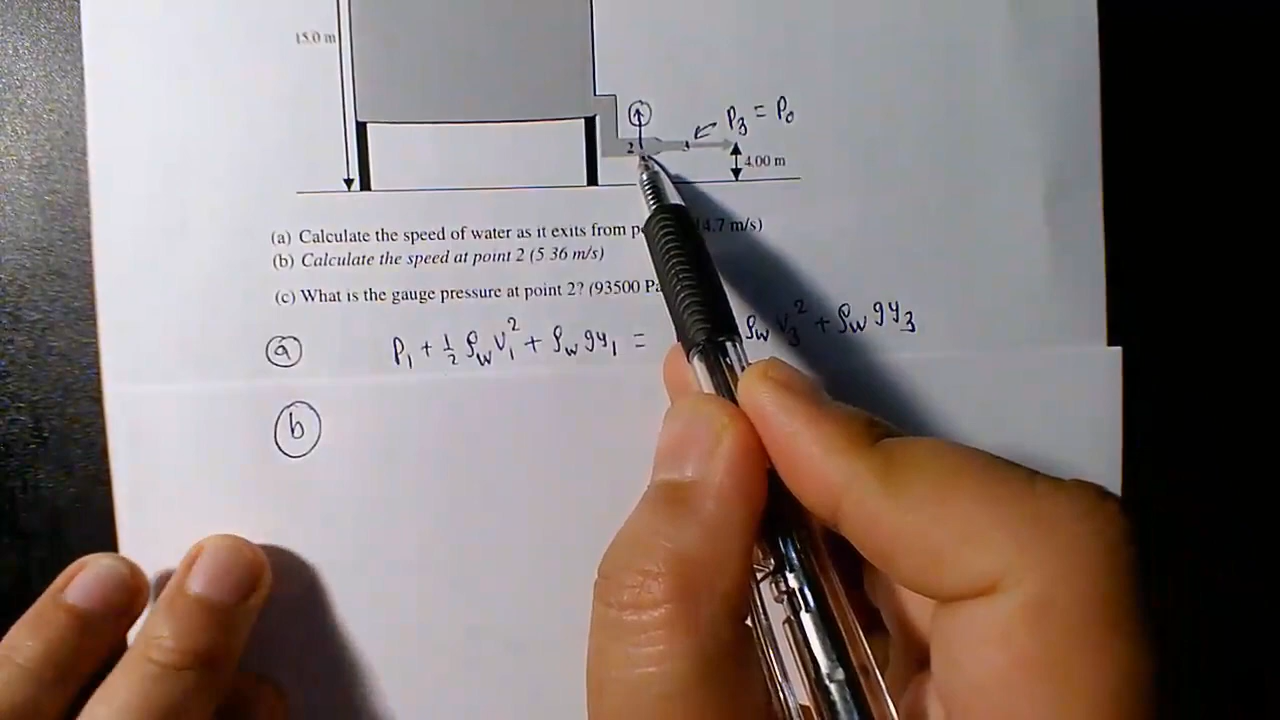 15.0 m
P3 = P0
2 3
4.00 m
(a) Calculate the speed of water as it exits from 4.7 m/s)
(b) Calculate the speed at point 2 (5 36 m/s)
(c) What is the gauge pressure at point 2? (93500
ⓐ P₁ + ½ ρw v₁² + ρw g y₁ = ρw v₃² + ρw g y₃
ⓑ